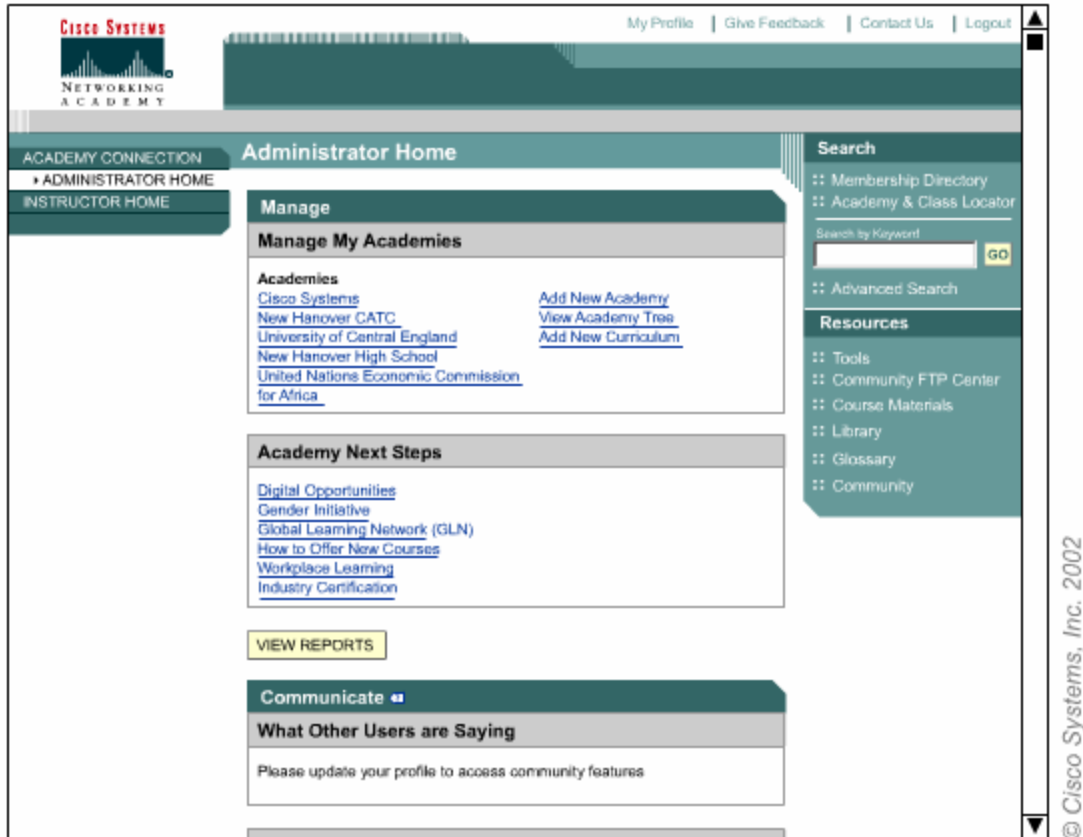 CISCO SYSTEMS
NETWORKING
ACADEMY
My Profile | Give Feedback | Contact Us | Logout
ACADEMY CONNECTION
ADMINISTRATOR HOME
INSTRUCTOR HOME
Administrator Home
Manage
Manage My Academies
Academies
Cisco Systems
New Hanover CATC
University of Central England
New Hanover High School
United Nations Economic Commission
for Africa
Add New Academy
View Academy Tree
Add New Curriculum
Academy Next Steps
Digital Opportunities
Gender Initiative
Global Learning Network (GLN)
How to Offer New Courses
Workplace Learning
Industry Certification
VIEW REPORTS
Communicate
What Other Users are Saying
Please update your profile to access community features
Search
:: Membership Directory
:: Academy & Class Locator
Search by Keyword
GO
:: Advanced Search
Resources
:: Tools
:: Community FTP Center
:: Course Materials
:: Library
:: Glossary
:: Community
© Cisco Systems, Inc. 2002